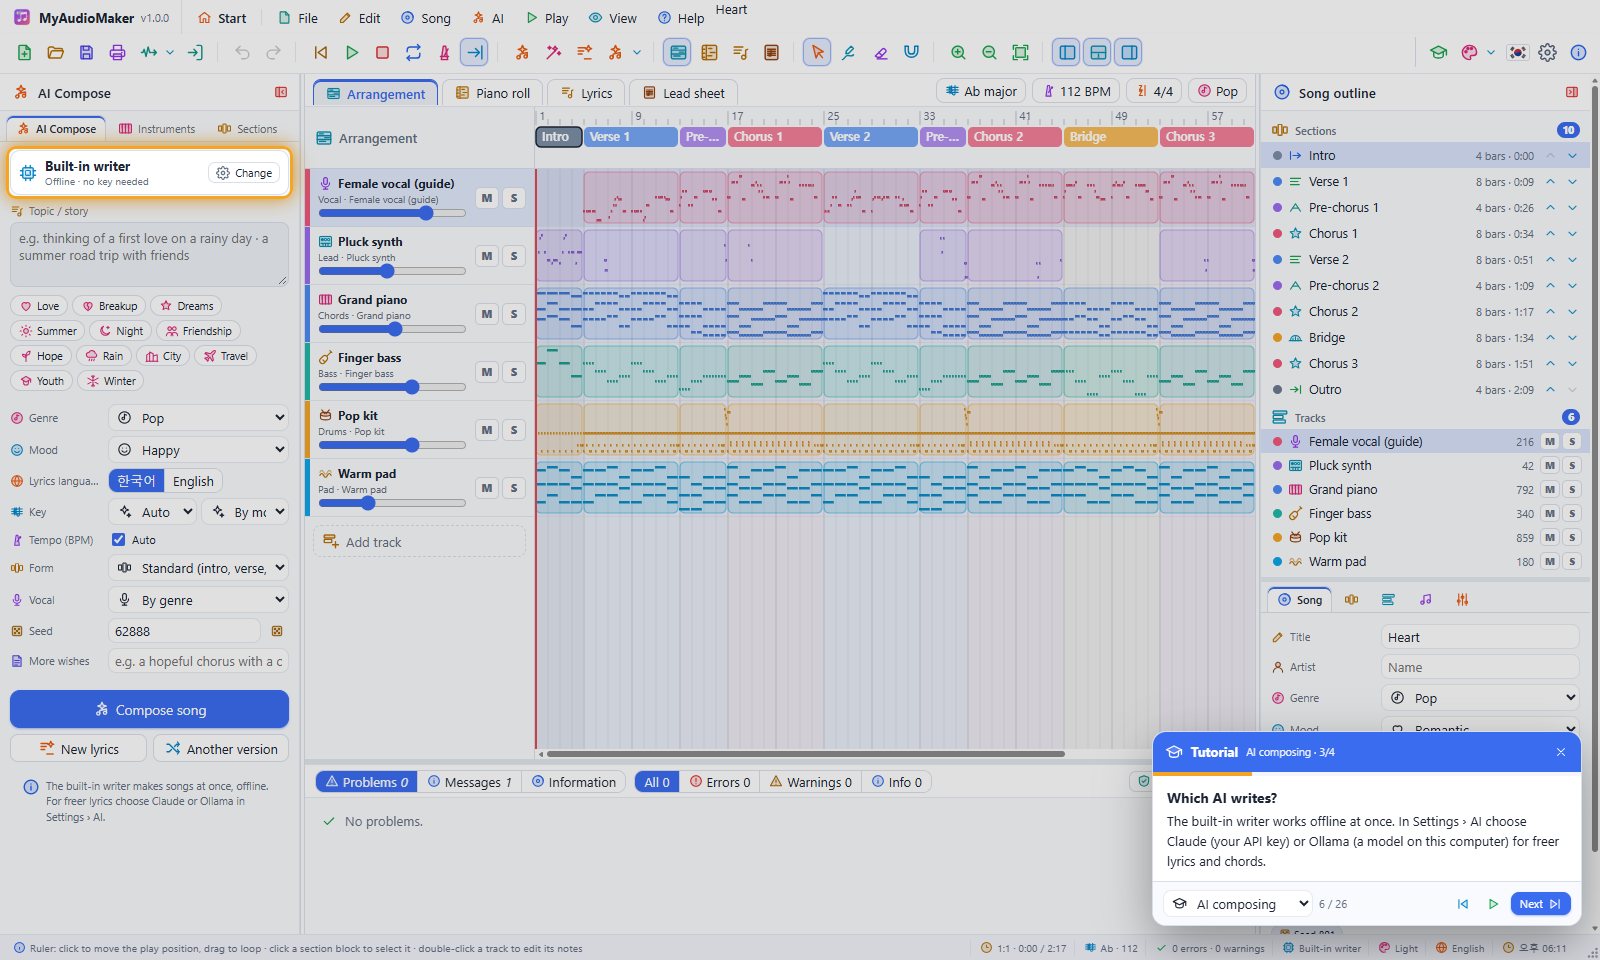 MyAudioMaker v1.0.0
Start
File
Edit
Song
AI
Play
View
Help
Heart
AI Compose
AI Compose
Instruments
Sections
Built-in writer
Offline · no key needed
Change
Topic / story
e.g. thinking of a first love on a rainy day · a
summer road trip with friends
Love
Breakup
Dreams
Summer
Night
Friendship
Hope
Rain
City
Travel
Youth
Winter
Genre
Pop
Mood
Happy
Lyrics langua...
한국어
English
Key
Auto
By mc
Tempo (BPM)
Auto
Form
Standard (intro, verse,
Vocal
By genre
Seed
62888
More wishes
e.g. a hopeful chorus with a c
Compose song
New lyrics
Another version
The built-in writer makes songs at once, offline.
For freer lyrics choose Claude or Ollama in
Settings › AI.
Arrangement
Piano roll
Lyrics
Lead sheet
Ab major
112 BPM
4/4
Pop
Arrangement
1 9 17 25 33 41 49 57
Intro
Verse 1
Pre-...
Chorus 1
Verse 2
Pre-...
Chorus 2
Bridge
Chorus 3
Female vocal (guide)
Vocal · Female vocal (guide)
M S
Pluck synth
Lead · Pluck synth
M S
Grand piano
Chords · Grand piano
M S
Finger bass
Bass · Finger bass
M S
Pop kit
Drums · Pop kit
M S
Warm pad
Pad · Warm pad
M S
Add track
Problems 0
Messages 1
Information
All 0
Errors 0
Warnings 0
Info 0
No problems.
Song outline
Sections 10
Intro 4 bars · 0:00
Verse 1 8 bars · 0:09
Pre-chorus 1 4 bars · 0:26
Chorus 1 8 bars · 0:34
Verse 2 8 bars · 0:51
Pre-chorus 2 4 bars · 1:09
Chorus 2 8 bars · 1:17
Bridge 8 bars · 1:34
Chorus 3 8 bars · 1:51
Outro 4 bars · 2:09
Tracks 6
Female vocal (guide) 216 M S
Pluck synth 42 M S
Grand piano 792 M S
Finger bass 340 M S
Pop kit 859 M S
Warm pad 180 M S
Song
Title
Heart
Artist
Name
Genre
Pop
Mood
Romantic
Tutorial AI composing · 3/4
Which AI writes?
The built-in writer works offline at once. In Settings › AI choose
Claude (your API key) or Ollama (a model on this computer) for freer
lyrics and chords.
AI composing
6 / 26
Next
Ruler: click to move the play position, drag to loop · click a section block to select it · double-click a track to edit its notes
1:1 · 0:00 / 2:17
Ab · 112
0 errors · 0 warnings
Built-in writer
Light
English
오후 06:11